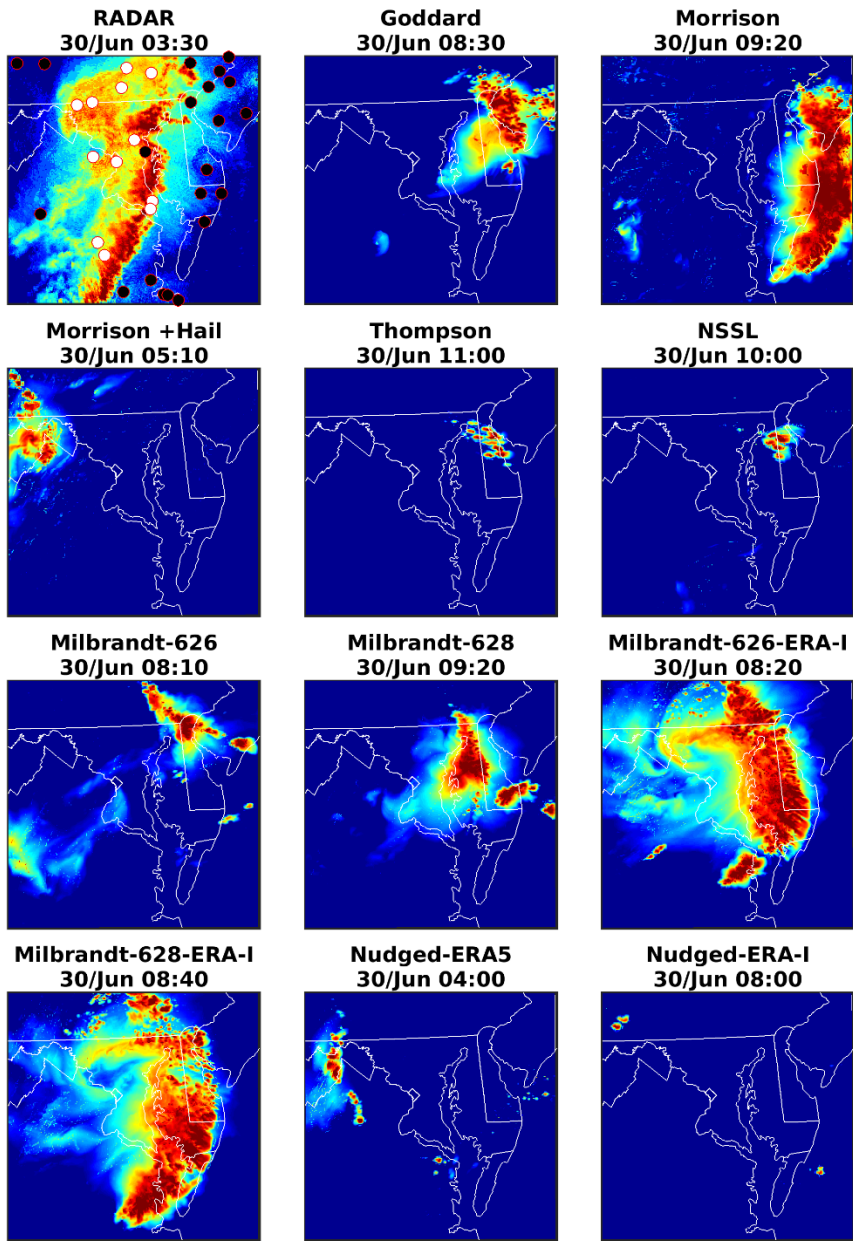 RADAR
30/Jun 03:30
Goddard
30/Jun 08:30
Morrison
30/Jun 09:20
Morrison +Hail
30/Jun 05:10
Thompson
30/Jun 11:00
NSSL
30/Jun 10:00
Milbrandt-626
30/Jun 08:10
Milbrandt-628
30/Jun 09:20
Milbrandt-626-ERA-I
30/Jun 08:20
Milbrandt-628-ERA-I
30/Jun 08:40
Nudged-ERA5
30/Jun 04:00
Nudged-ERA-I
30/Jun 08:00